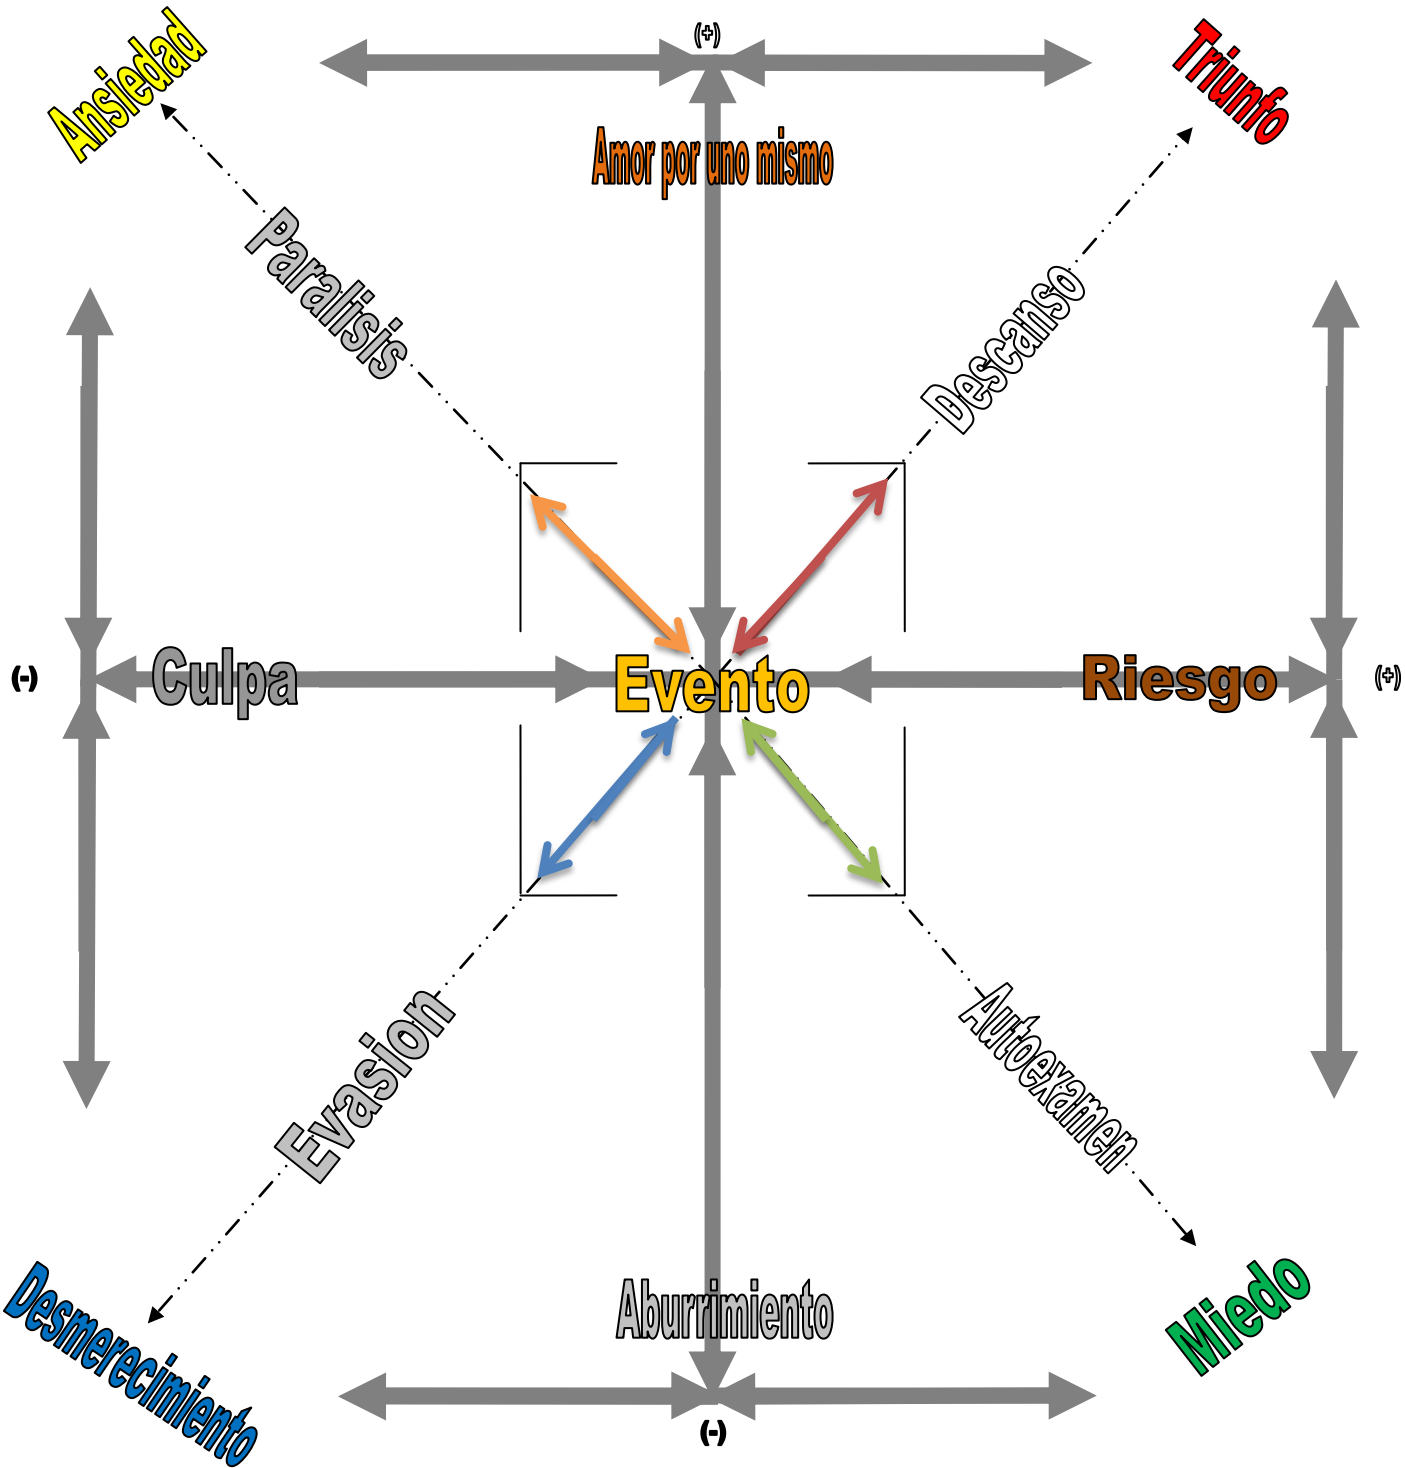 (+)
Ansiedad
Triunfo
Amor por uno mismo
Paralisis
Descanso
(-)
Culpa
Evento
Riesgo
(+)
Evasion
Autoexamen
Desmerecimiento
Aburrimiento
Miedo
(-)